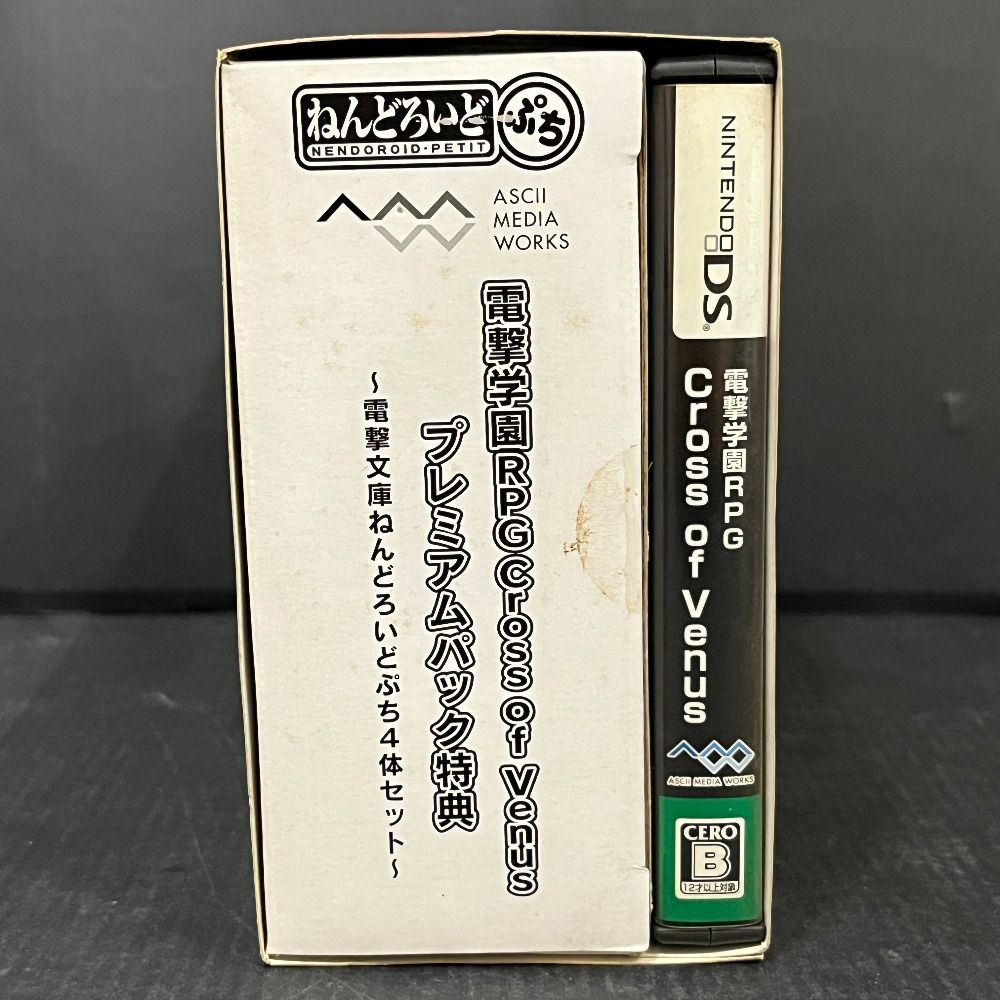 ねんどろいど
ぷち
NENDOROID-PETIT
ASCII
MEDIA
WORKS
電撃学園RPG Cross of Venus
プレミアムパック特典
～電撃文庫ねんどろいどぷち4体セット～
NINTENDO DS®
電撃学園RPG
Cross of Venus
ASCII MEDIA WORKS
CERO
B
12才以上対象